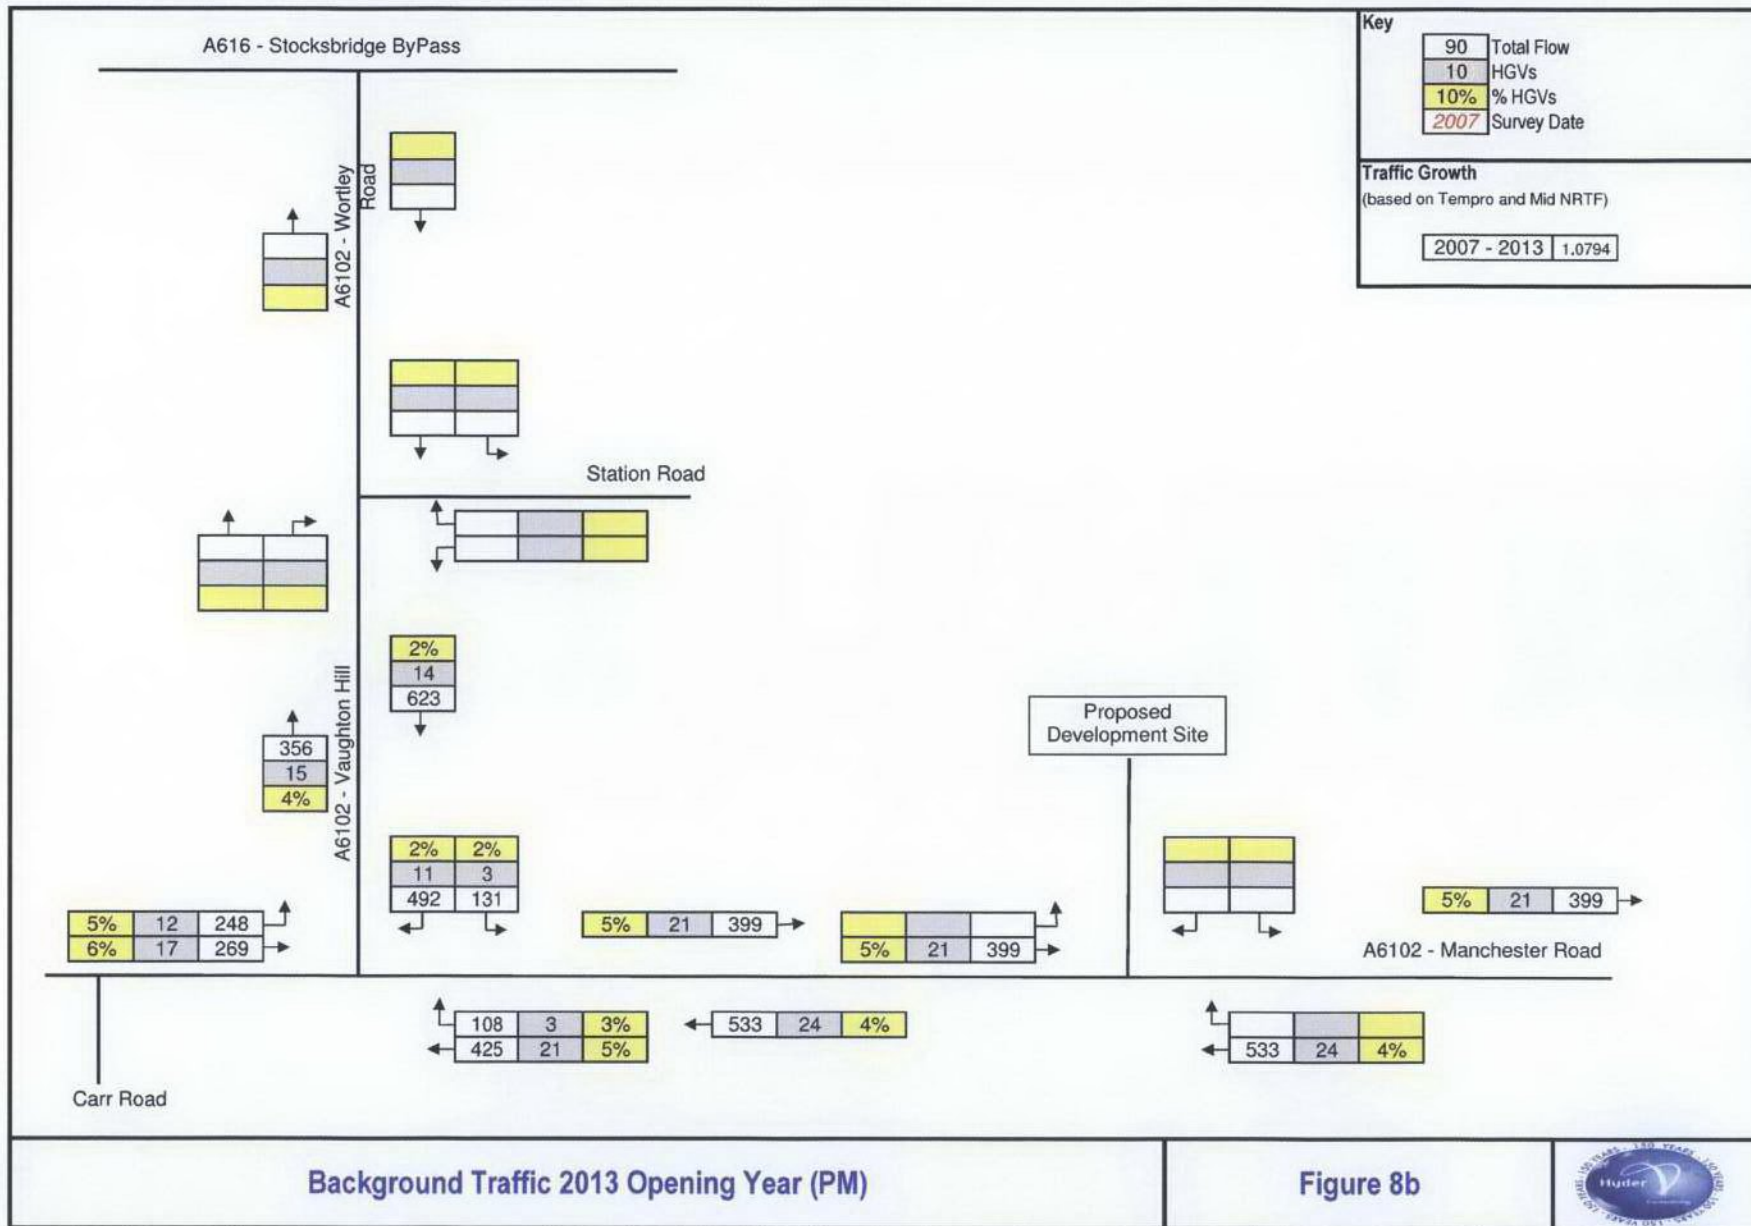 A616 - Stocksbridge ByPass
Key
90 Total Flow
10 HGVs
10% % HGVs
2007 Survey Date
Traffic Growth
(based on Tempro and Mid NRTF)
2007 - 2013 1.0794
A6102 - Wortley
Road
Station Road
A6102 - Vaughton Hill
2%
14
623
356
15
4%
Proposed
Development Site
2% 2%
11 3
492 131
5% 12 248
6% 17 269
5% 21 399
5% 21 399
5% 21 399
A6102 - Manchester Road
108 3 3%
425 21 5%
533 24 4%
533 24 4%
Carr Road
Background Traffic 2013 Opening Year (PM)
Figure 8b
Hyder